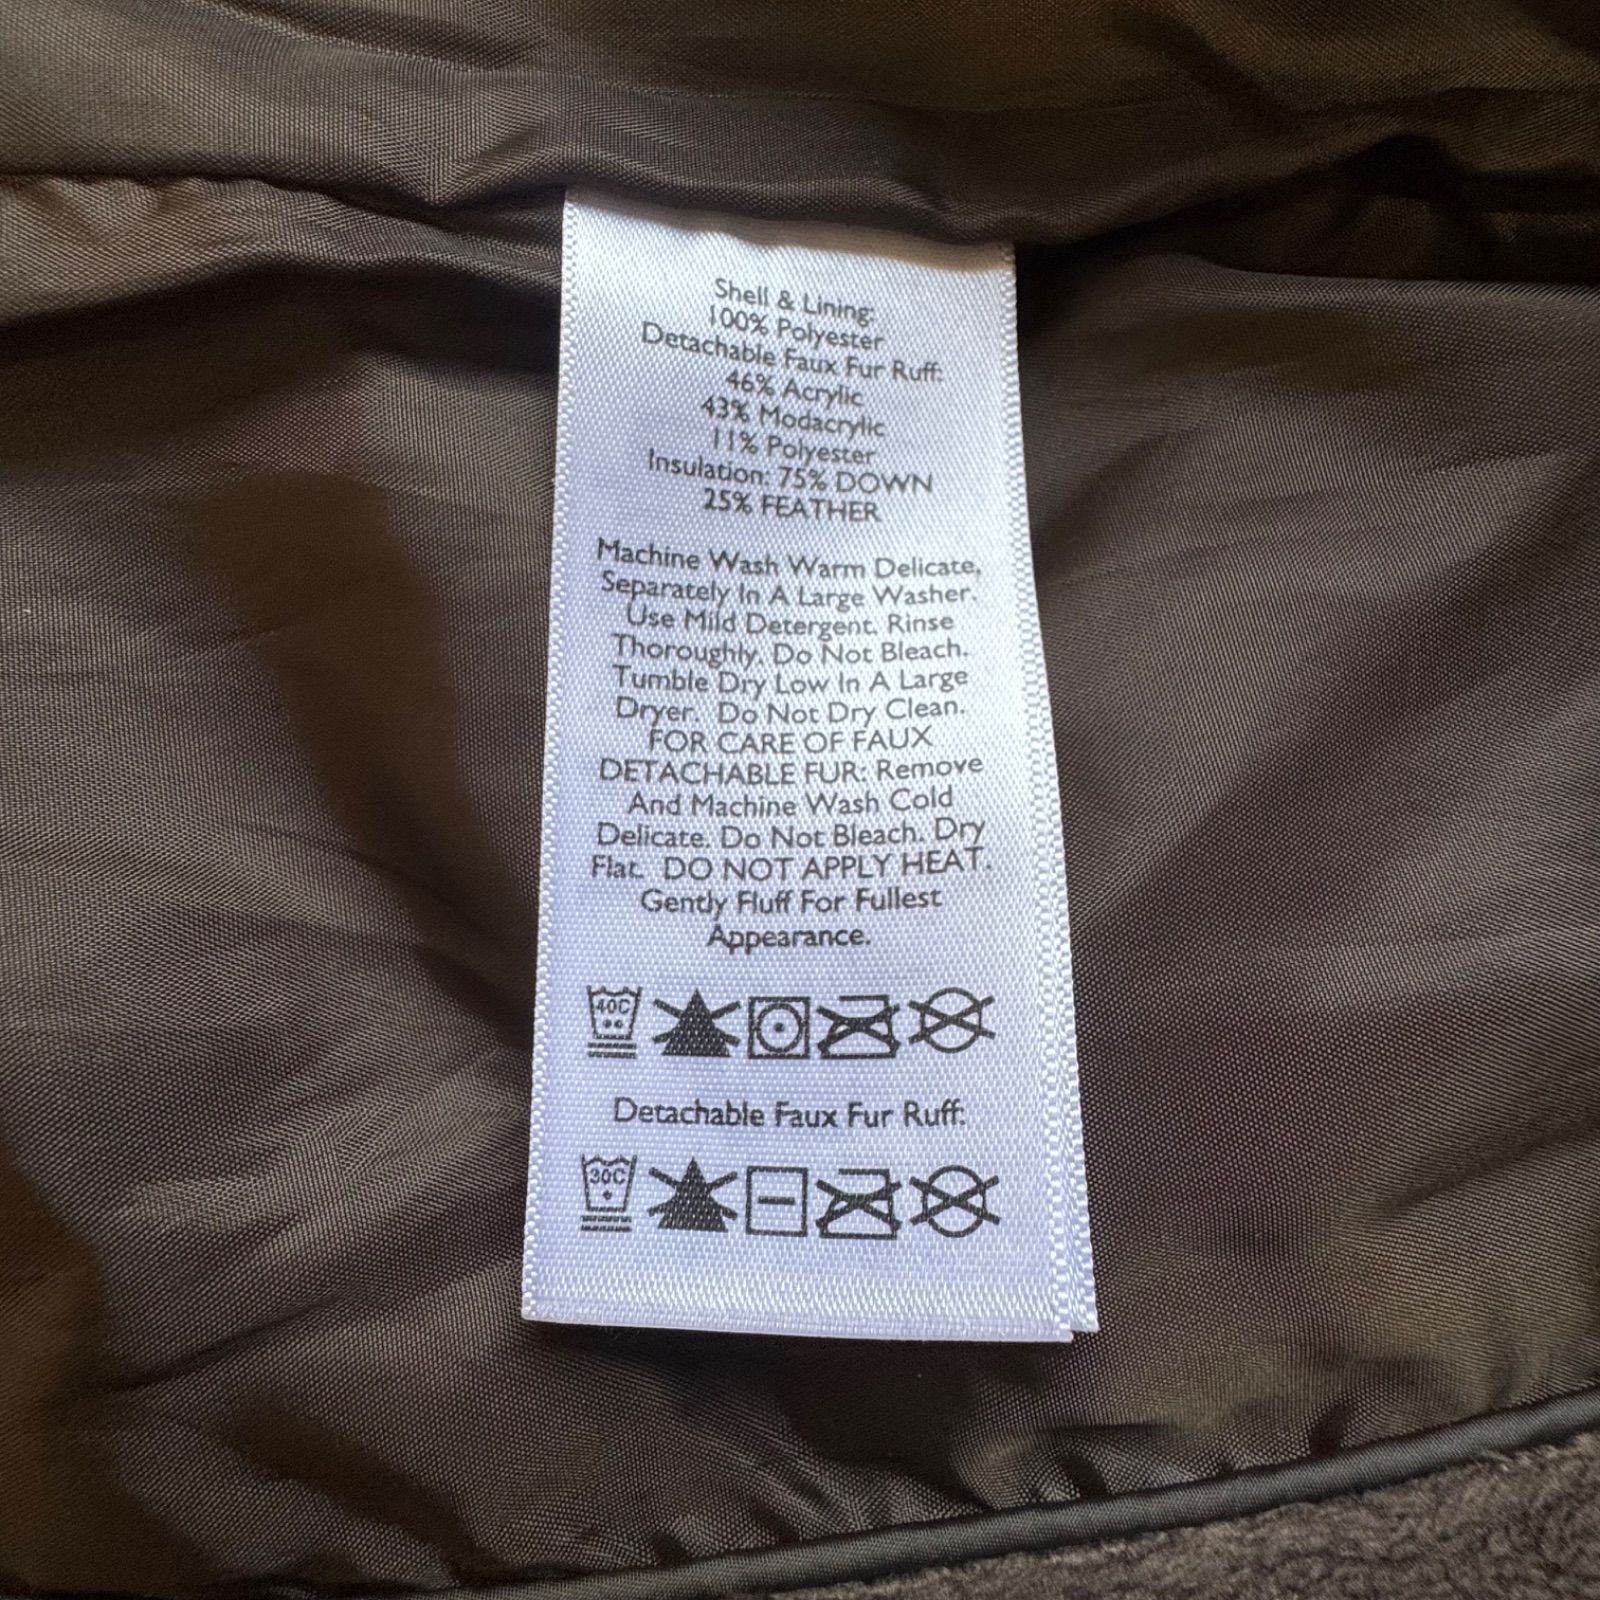 Shell & Lining:
100% Polyester
Detachable Faux Fur Ruff:
46% Acrylic
43% Modacrylic
11% Polyester
Insulation: 75% DOWN
25% FEATHER
Machine Wash Warm Delicate,
Separately In A Large Washer.
Use Mild Detergent. Rinse
Thoroughly. Do Not Bleach.
Tumble Dry Low In A Large
Dryer. Do Not Dry Clean.
FOR CARE OF FAUX
DETACHABLE FUR: Remove
And Machine Wash Cold
Delicate. Do Not Bleach. Dry
Flat. DO NOT APPLY HEAT.
Gently Fluff For Fullest
Appearance.
40C
Detachable Faux Fur Ruff:
30C